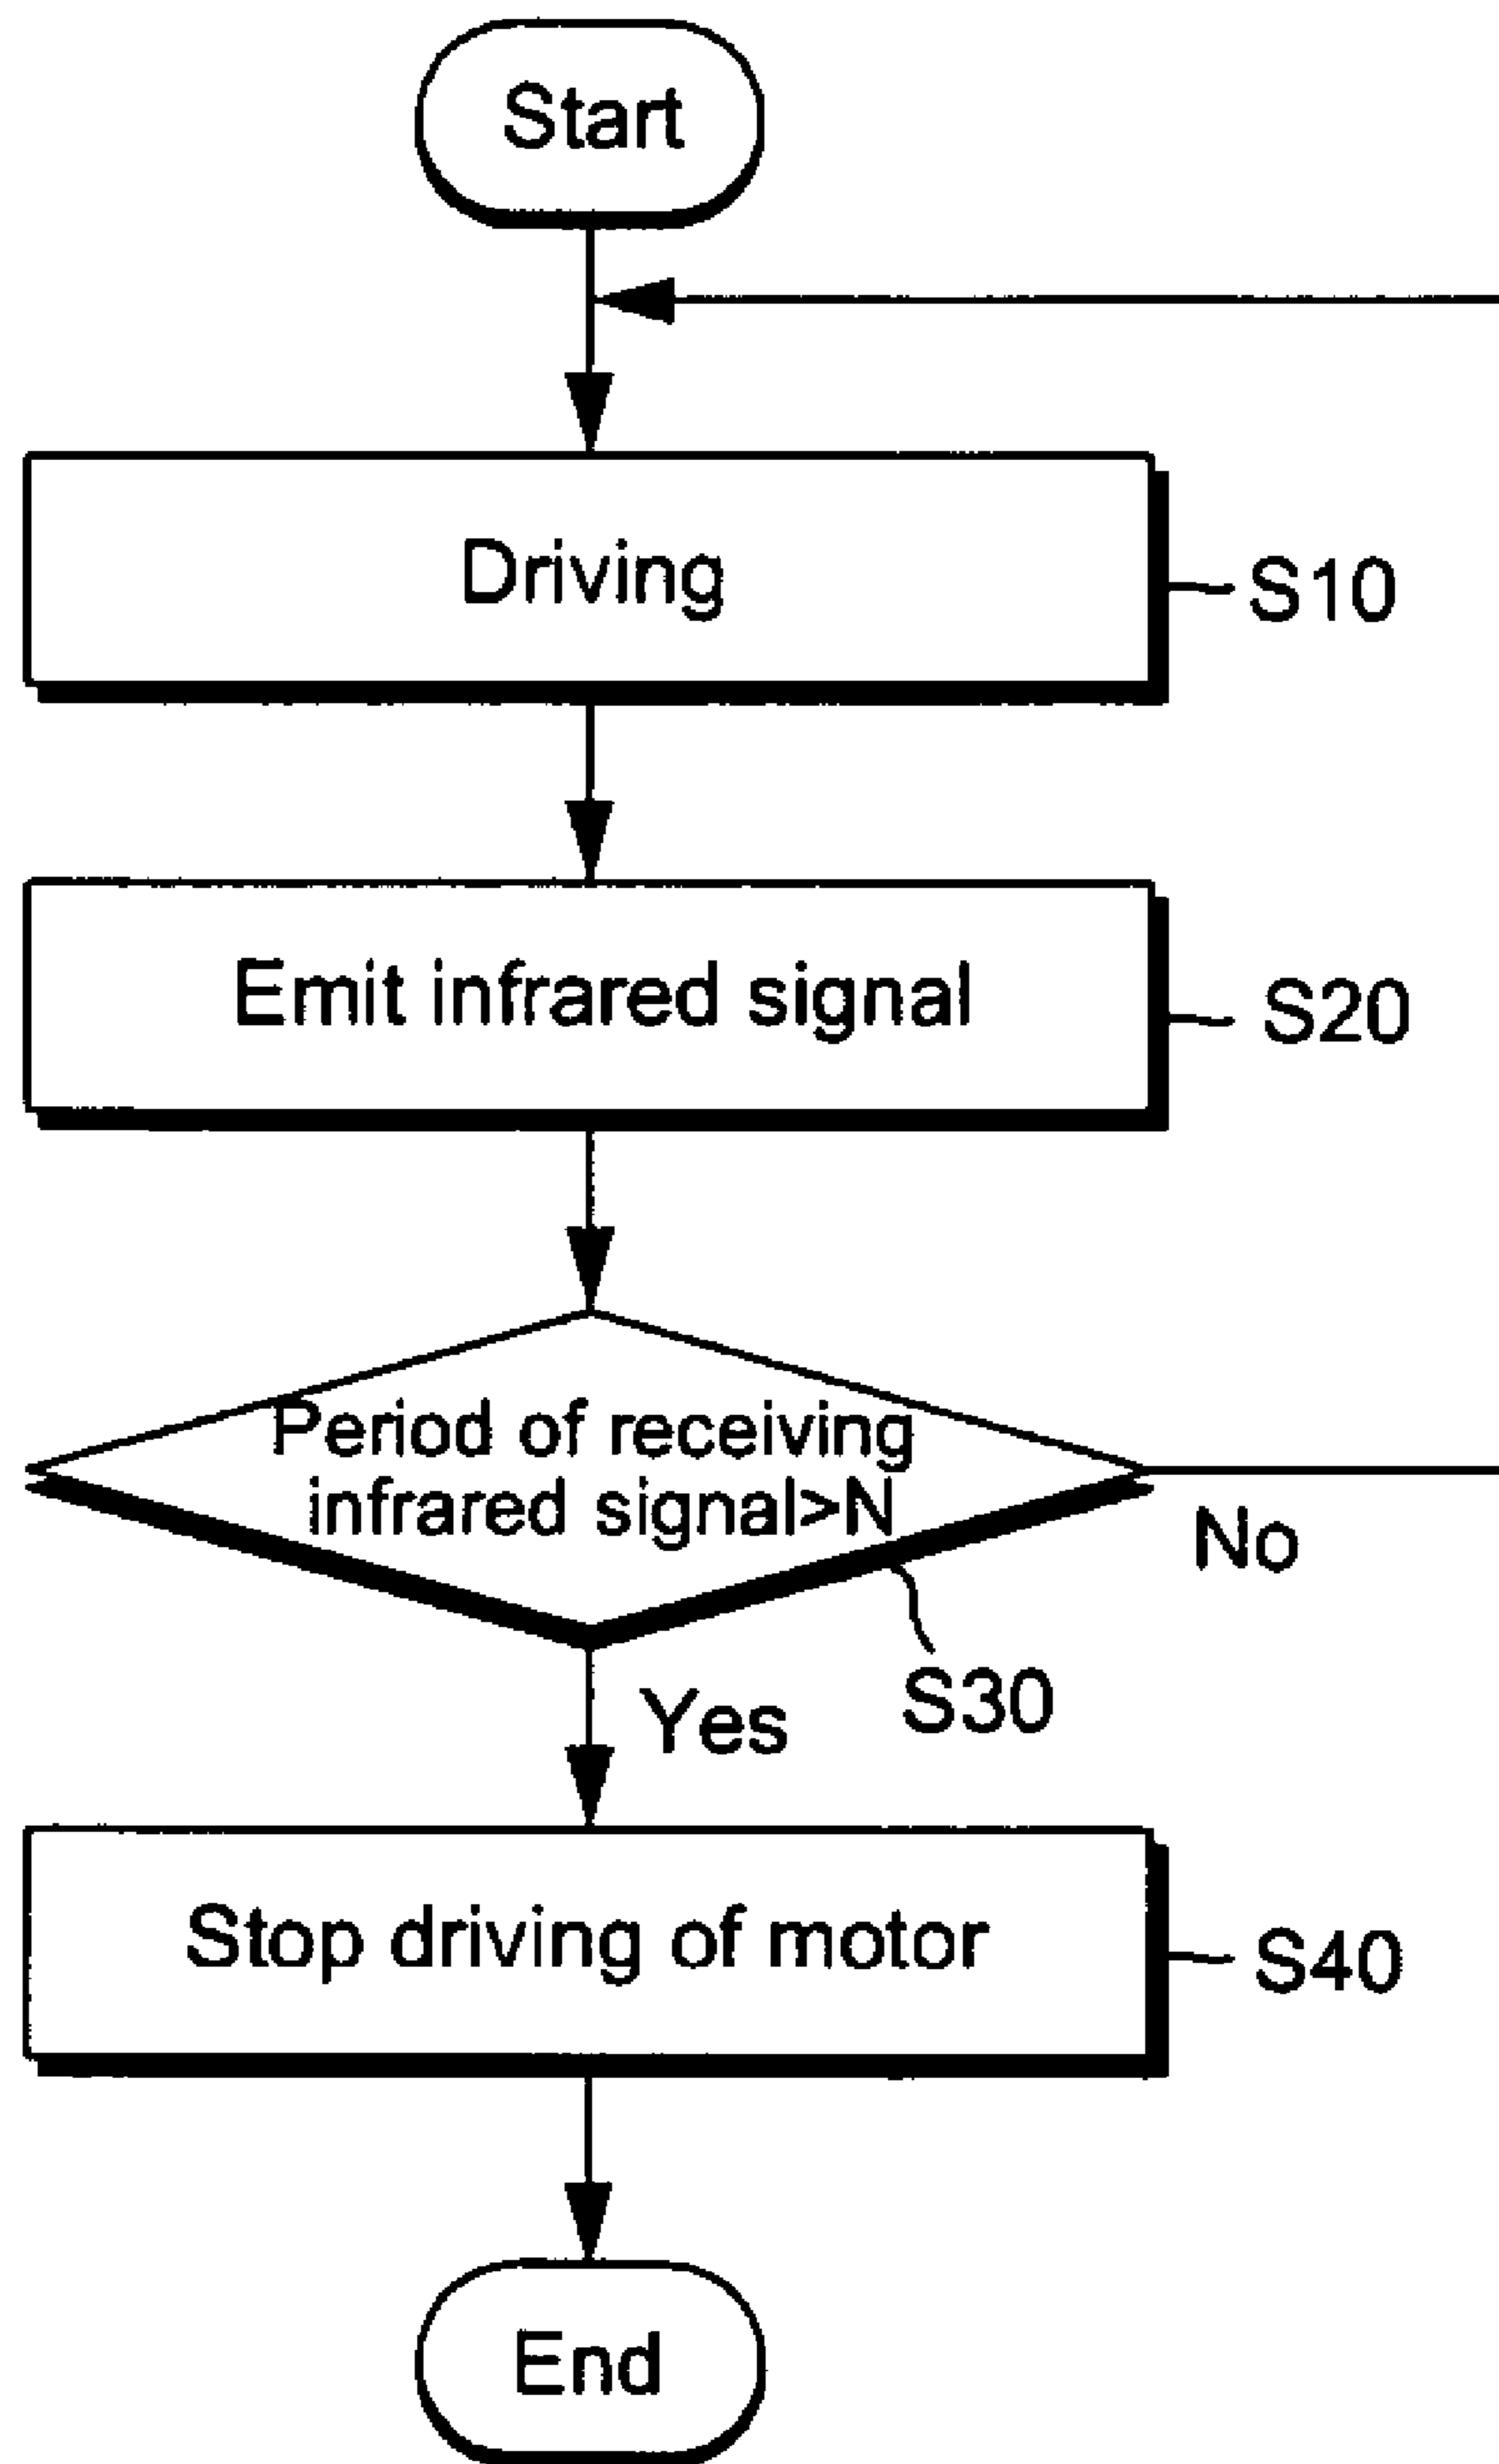 Start
Driving
S10
Emit infrared signal
S20
Period of receiving
infrared signal>N
No
S30
Yes
Stop driving of motor
S40
End